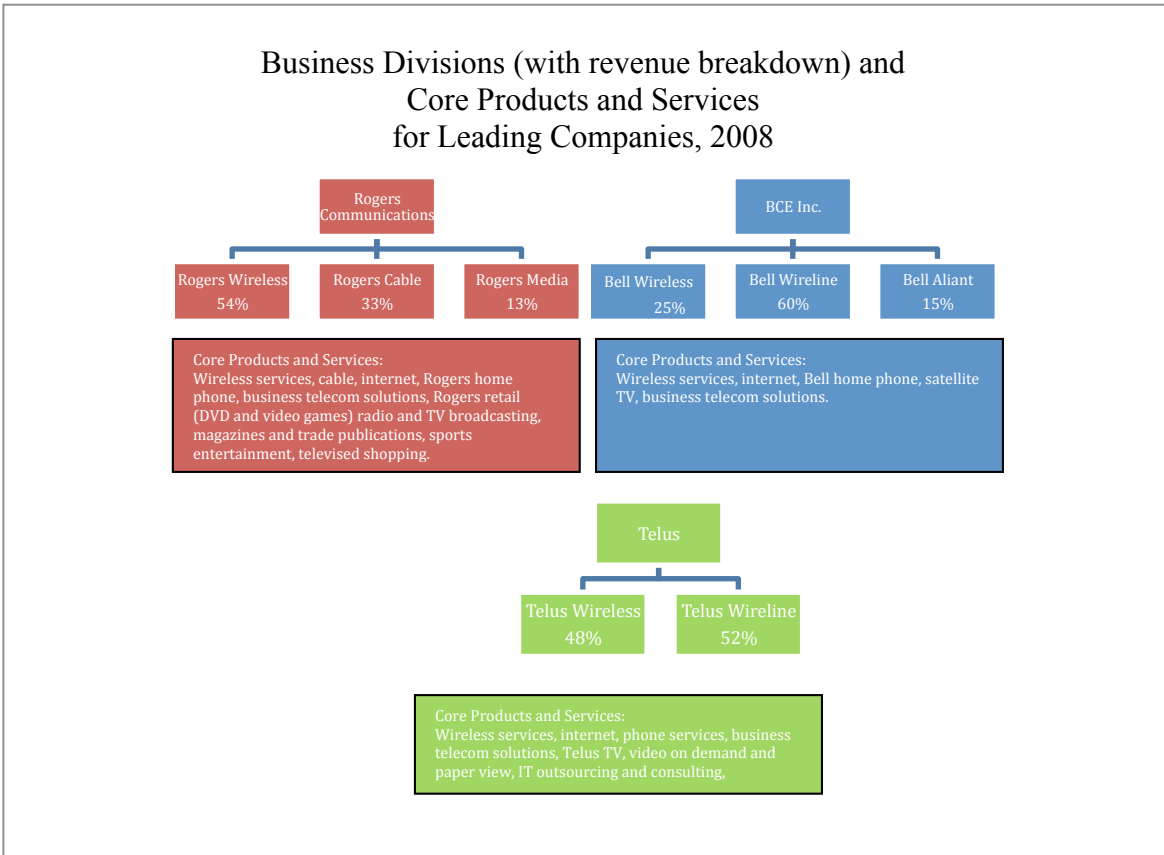 Business Divisions (with revenue breakdown) and
Core Products and Services
for Leading Companies, 2008
Rogers
Communications
Rogers Wireless
54%
Rogers Cable
33%
Rogers Media
13%
Core Products and Services:
Wireless services, cable, internet, Rogers home
phone, business telecom solutions, Rogers retail
(DVD and video games) radio and TV broadcasting,
magazines and trade publications, sports
entertainment, televised shopping.
BCE Inc.
Bell Wireless
25%
Bell Wireline
60%
Bell Aliant
15%
Core Products and Services:
Wireless services, internet, Bell home phone, satellite
TV, business telecom solutions.
Telus
Telus Wireless
48%
Telus Wireline
52%
Core Products and Services:
Wireless services, internet, phone services, business
telecom solutions, Telus TV, video on demand and
paper view, IT outsourcing and consulting,